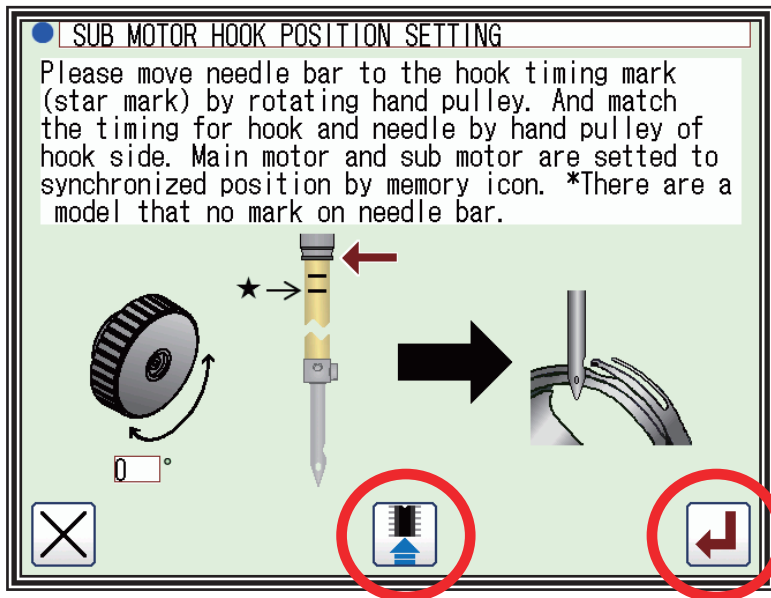 SUB MOTOR HOOK POSITION SETTING
Please move needle bar to the hook timing mark
(star mark) by rotating hand pulley. And match
the timing for hook and needle by hand pulley of
hook side. Main motor and sub motor are setted to
synchronized position by memory icon. *There are a
model that no mark on needle bar.
★→
0 °